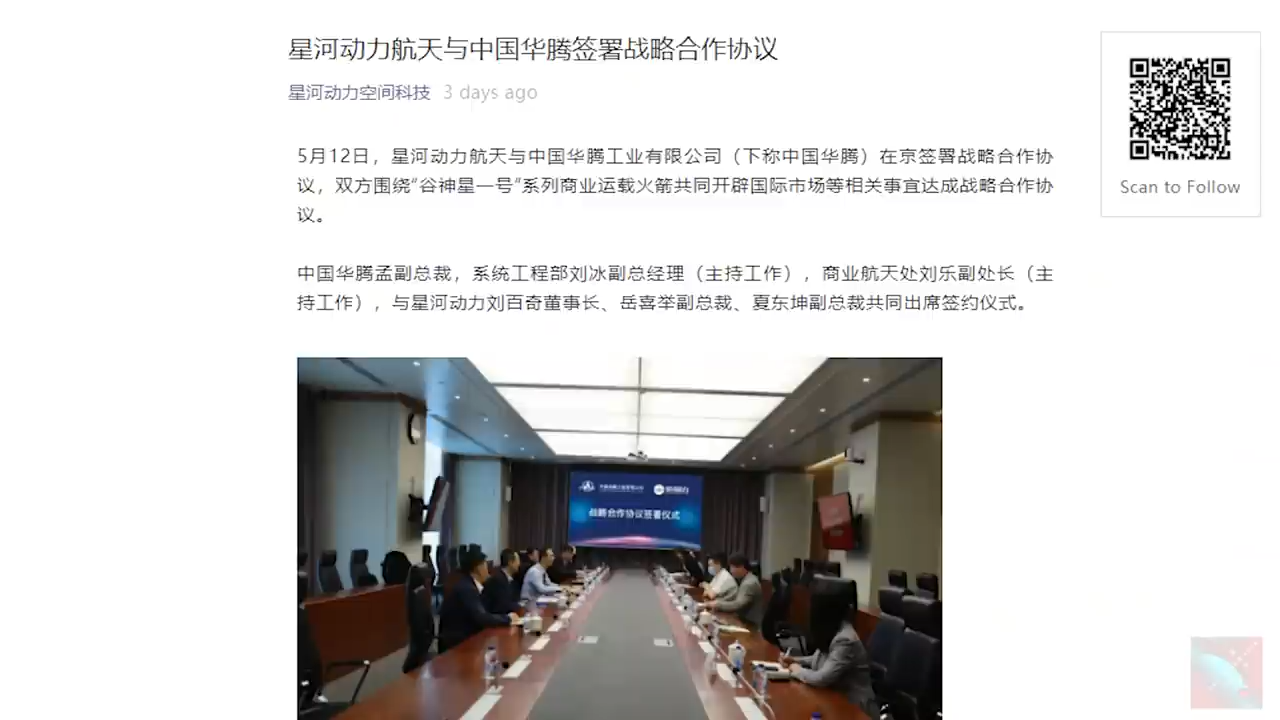 星河动力航天与中国华腾签署战略合作协议
星河动力空间科技 3 days ago
Scan to Follow
5月12日，星河动力航天与中国华腾工业有限公司（下称中国华腾）在京签署战略合作协
议，双方围绕“谷神星一号”系列商业运载火箭共同开辟国际市场等相关事宜达成战略合作协
议。
中国华腾孟副总裁，系统工程部刘冰副总经理（主持工作），商业航天处刘乐副处长（主
持工作），与星河动力刘百奇董事长、岳喜举副总裁、夏东坤副总裁共同出席签约仪式。
战略合作协议签署仪式